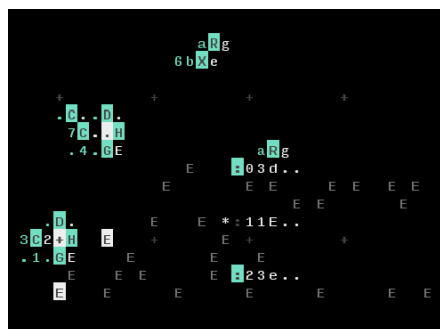 aRg
6bXe
+ + + +
.C..D.
7C..H
.4.GE aRg
E :03d..
E E E E E E E
E E E
.D. E E *:11E..
3C2+H E + E + +
.1.GE E E E
E E E E :23e..
E E E E E E E